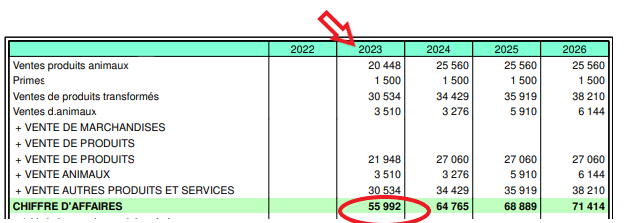 2022 2023 2024 2025 2026
Ventes produits animaux 20 448 25 560 25 560 25 560
Primes 1 500 1 500 1 500 1 500
Ventes de produits transformés 30 534 34 429 35 919 38 210
Ventes d.animaux 3 510 3 276 5 910 6 144
+ VENTE DE MARCHANDISES
+ VENTE DE PRODUITS
+ VENTE DE PRODUITS 21 948 27 060 27 060 27 060
+ VENTE ANIMAUX 3 510 3 276 5 910 6 144
+ VENTE AUTRES PRODUITS ET SERVICES 30 534 34 429 35 919 38 210
CHIFFRE D'AFFAIRES 55 992 64 765 68 889 71 414